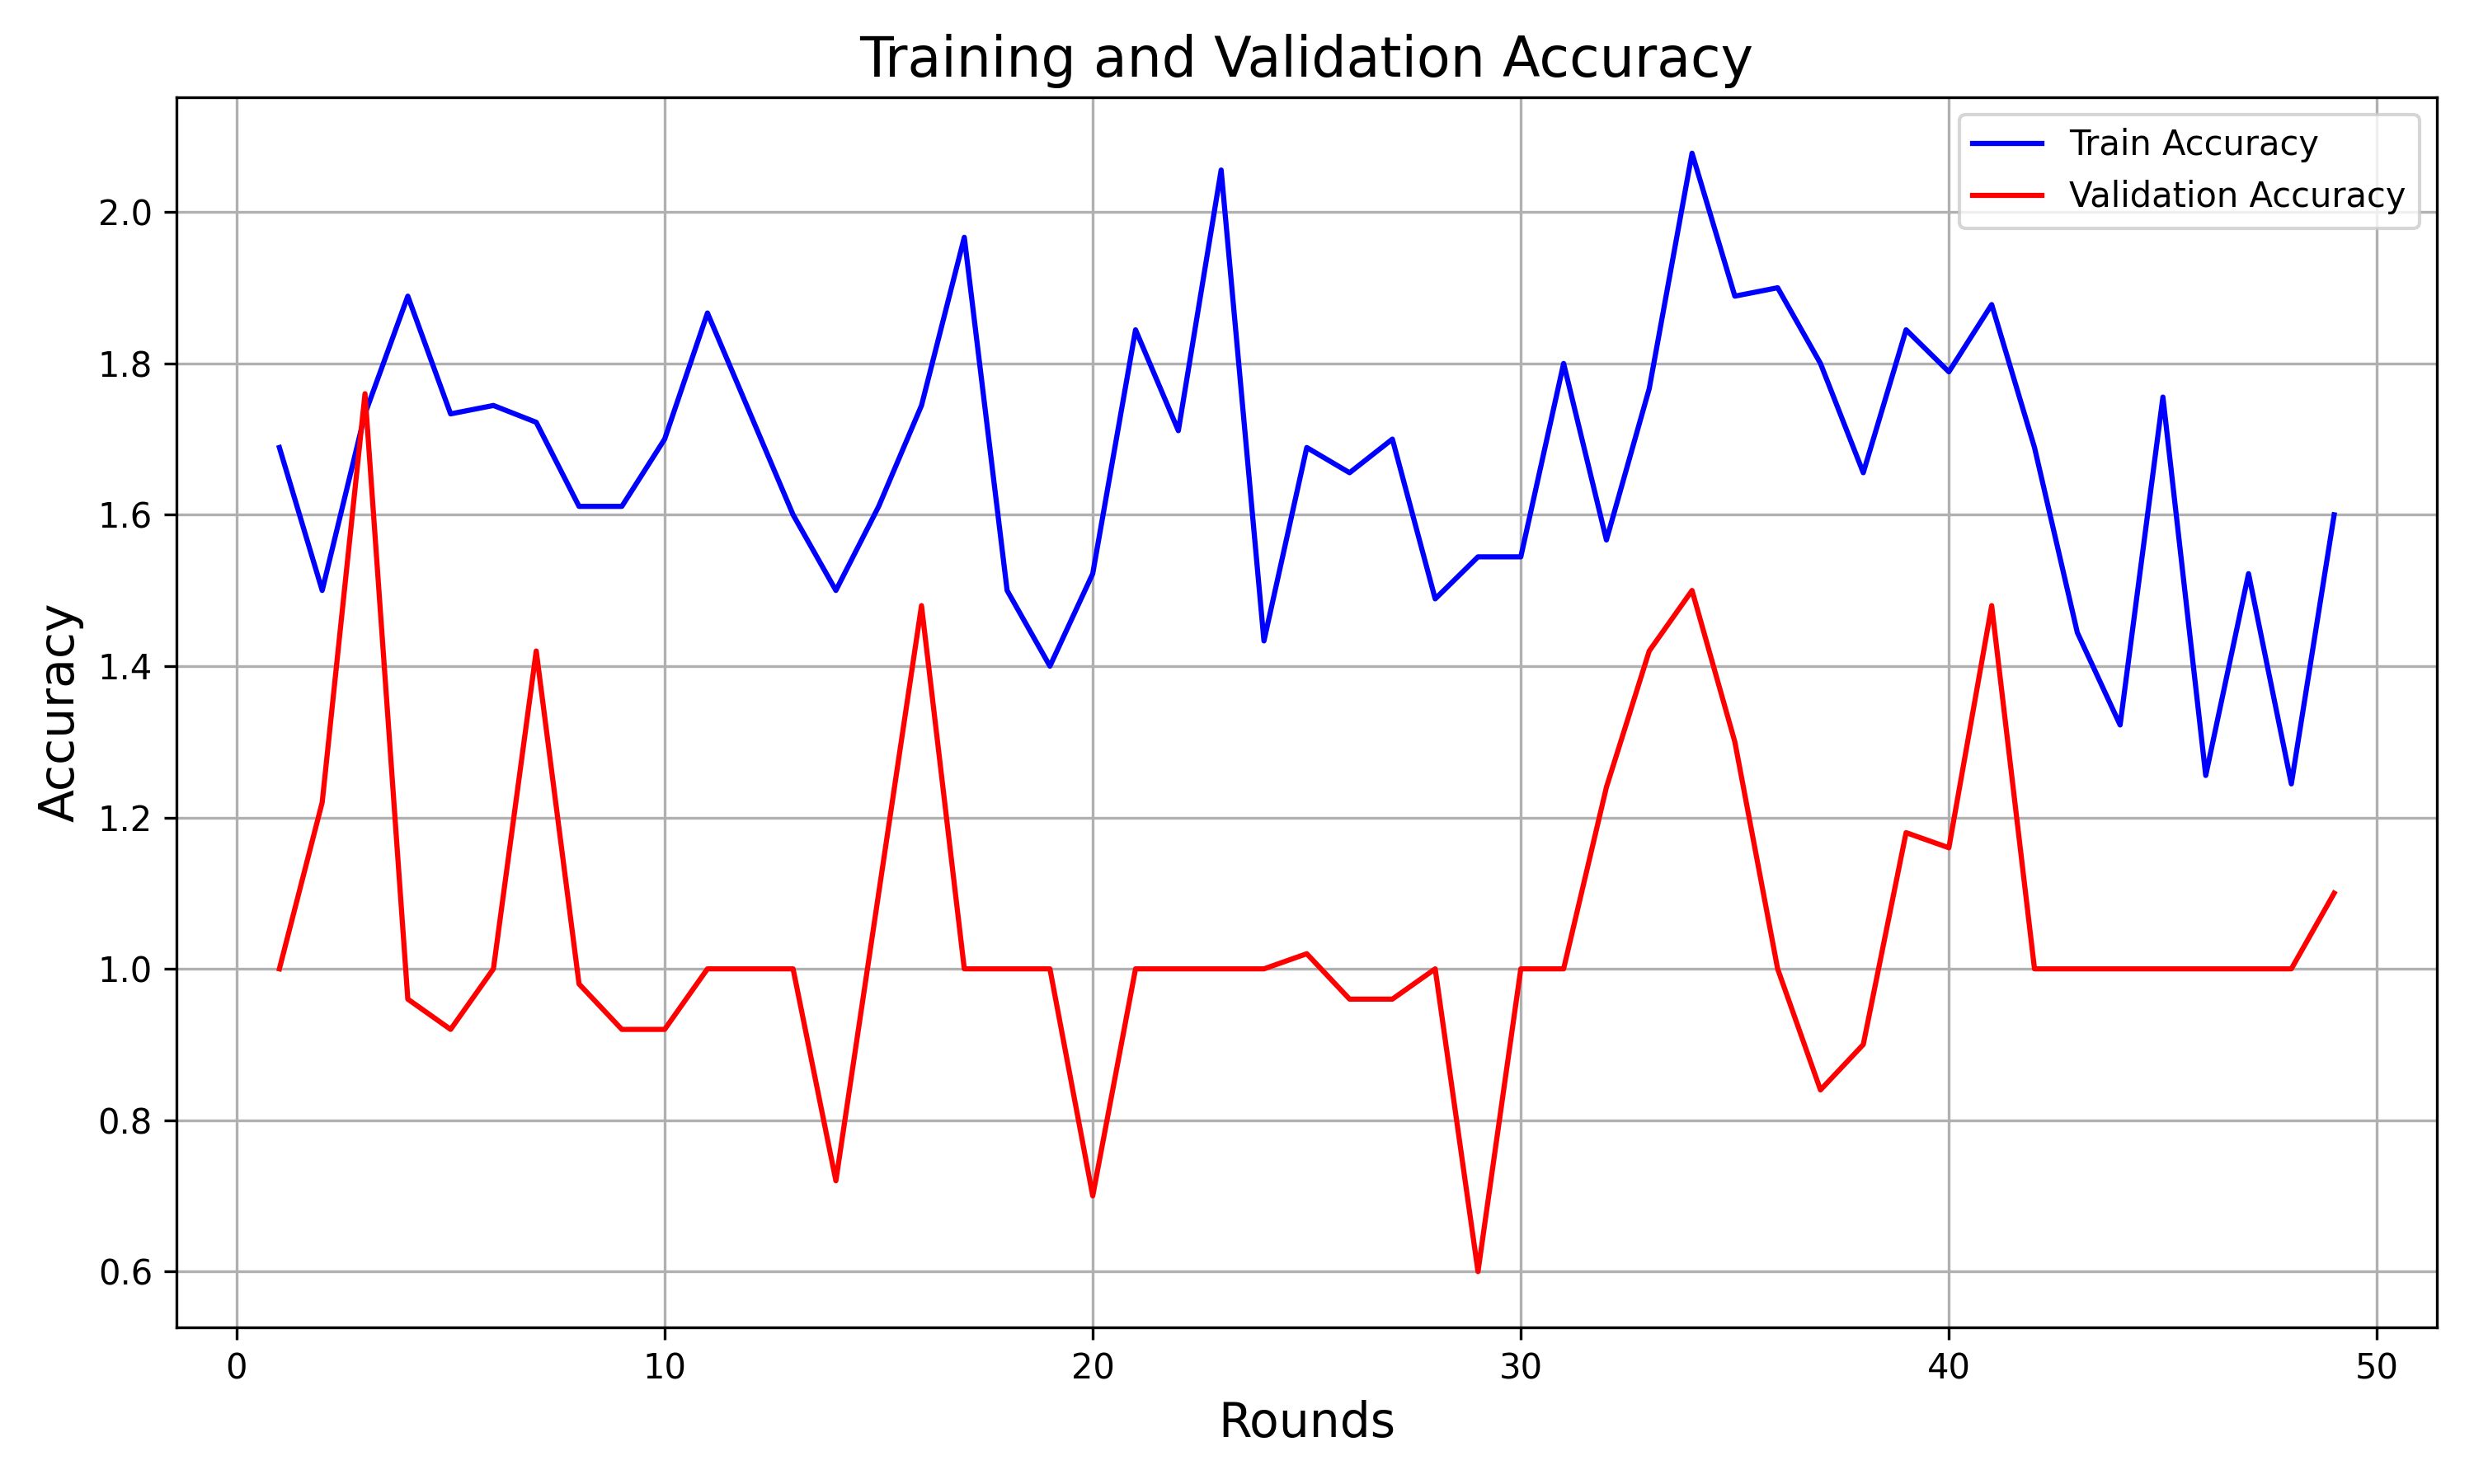 Training and Validation Accuracy
Train Accuracy
Validation Accuracy
Accuracy
2.0
1.8
1.6
1.4
1.2
1.0
0.8
0.6
0 10 20 30 40 50
Rounds